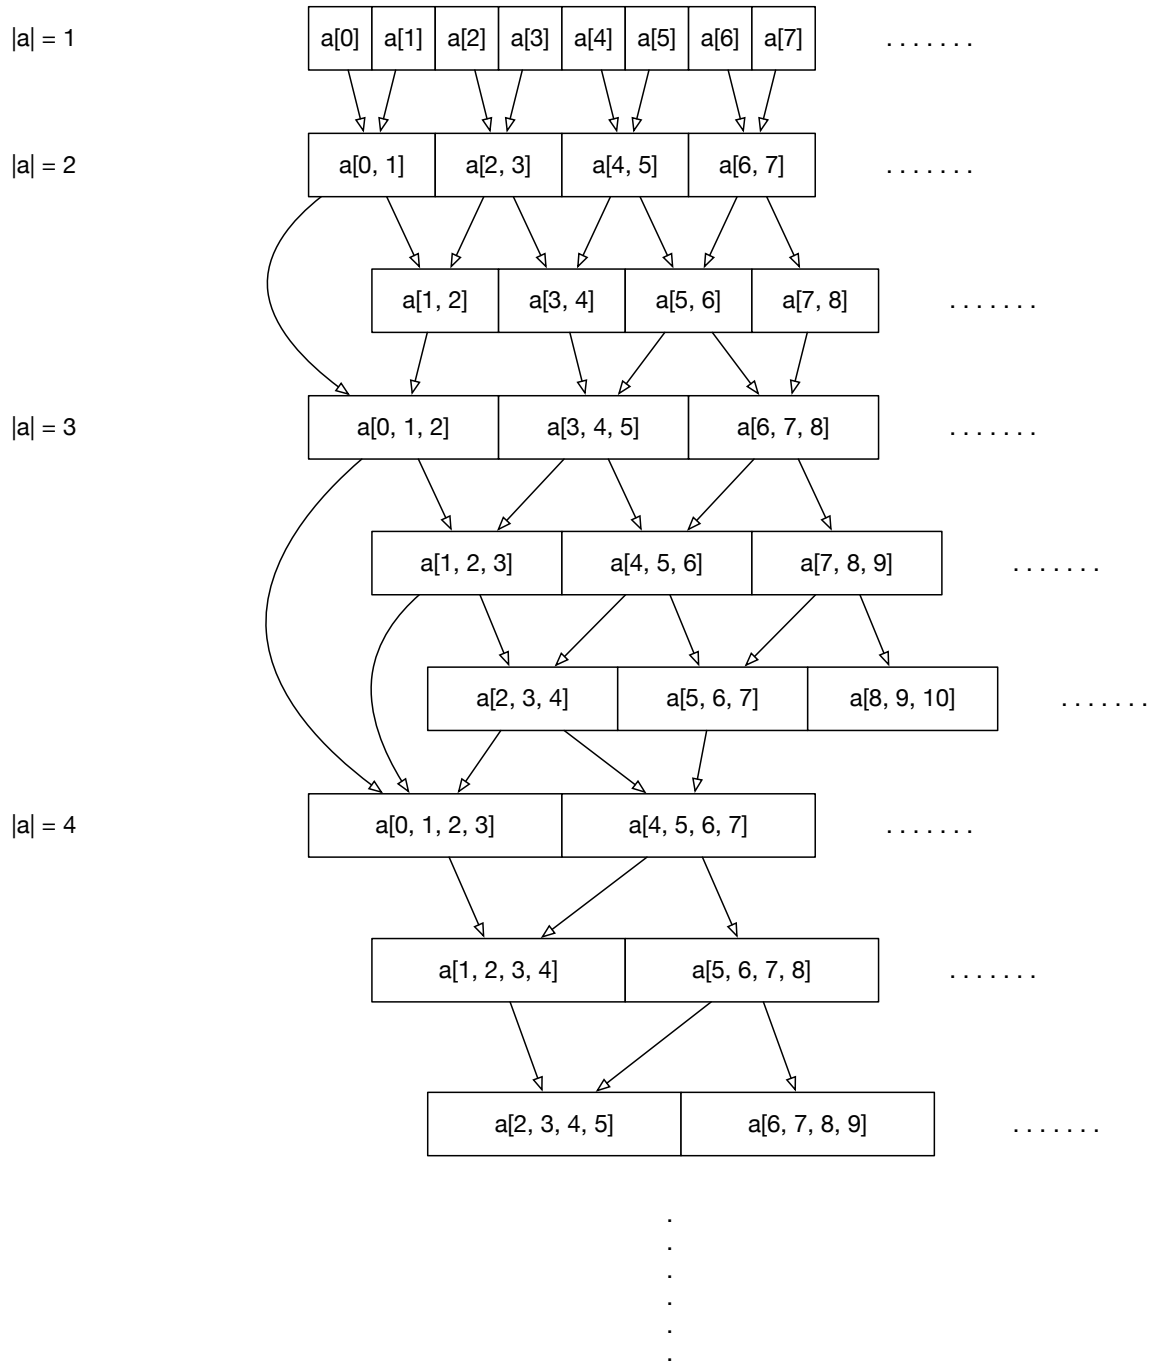 |a| = 1 a[0] a[1] a[2] a[3] a[4] a[5] a[6] a[7] . . . . . . .
|a| = 2 a[0, 1] a[2, 3] a[4, 5] a[6, 7] . . . . . . .
a[1, 2] a[3, 4] a[5, 6] a[7, 8] . . . . . . .
|a| = 3 a[0, 1, 2] a[3, 4, 5] a[6, 7, 8] . . . . . . .
a[1, 2, 3] a[4, 5, 6] a[7, 8, 9] . . . . . . .
a[2, 3, 4] a[5, 6, 7] a[8, 9, 10] . . . . . . .
|a| = 4 a[0, 1, 2, 3] a[4, 5, 6, 7] . . . . . . .
a[1, 2, 3, 4] a[5, 6, 7, 8] . . . . . . .
a[2, 3, 4, 5] a[6, 7, 8, 9] . . . . . . .
.
.
.
.
.
.